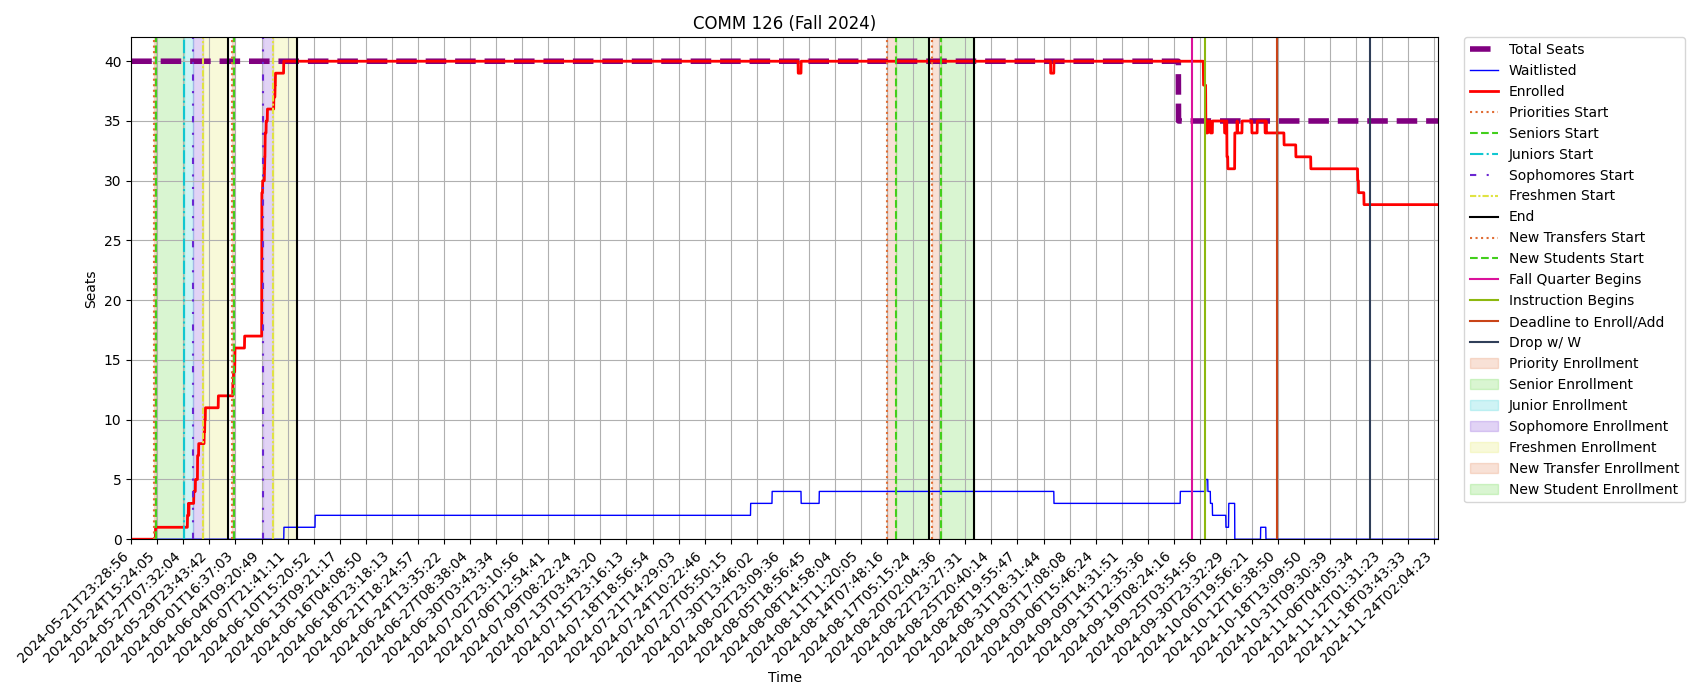 COMM 126 (Fall 2024)
Seats
40
35
30
25
20
15
10
5
0
2024-05-21T23:28:56
2024-05-24T15:24:05
2024-05-27T07:32:04
2024-05-29T23:43:42
2024-06-01T16:37:03
2024-06-04T09:20:49
2024-06-07T21:41:11
2024-06-10T15:20:52
2024-06-13T09:21:17
2024-06-16T04:08:50
2024-06-18T23:18:13
2024-06-21T18:24:57
2024-06-24T13:35:22
2024-06-27T08:38:04
2024-06-30T03:43:34
2024-07-02T23:10:56
2024-07-06T12:54:41
2024-07-09T08:22:24
2024-07-13T03:43:20
2024-07-15T23:16:13
2024-07-18T18:56:54
2024-07-21T14:29:03
2024-07-24T10:22:46
2024-07-27T05:50:15
2024-07-30T13:46:02
2024-08-02T23:09:36
2024-08-05T18:56:45
2024-08-08T14:58:04
2024-08-11T11:20:05
2024-08-14T07:48:16
2024-08-17T05:15:24
2024-08-20T02:04:36
2024-08-22T23:27:31
2024-08-25T20:40:14
2024-08-28T19:55:47
2024-08-31T18:31:44
2024-09-03T17:08:08
2024-09-06T15:46:24
2024-09-09T14:31:51
2024-09-13T12:35:36
2024-09-19T08:24:16
2024-09-25T03:54:56
2024-09-30T23:32:29
2024-10-06T19:56:21
2024-10-12T16:38:50
2024-10-18T13:09:50
2024-10-31T09:30:39
2024-11-06T04:05:34
2024-11-12T01:31:23
2024-11-18T03:43:33
2024-11-24T02:04:23
Time
Total Seats
Waitlisted
Enrolled
Priorities Start
Seniors Start
Juniors Start
Sophomores Start
Freshmen Start
End
New Transfers Start
New Students Start
Fall Quarter Begins
Instruction Begins
Deadline to Enroll/Add
Drop w/ W
Priority Enrollment
Senior Enrollment
Junior Enrollment
Sophomore Enrollment
Freshmen Enrollment
New Transfer Enrollment
New Student Enrollment